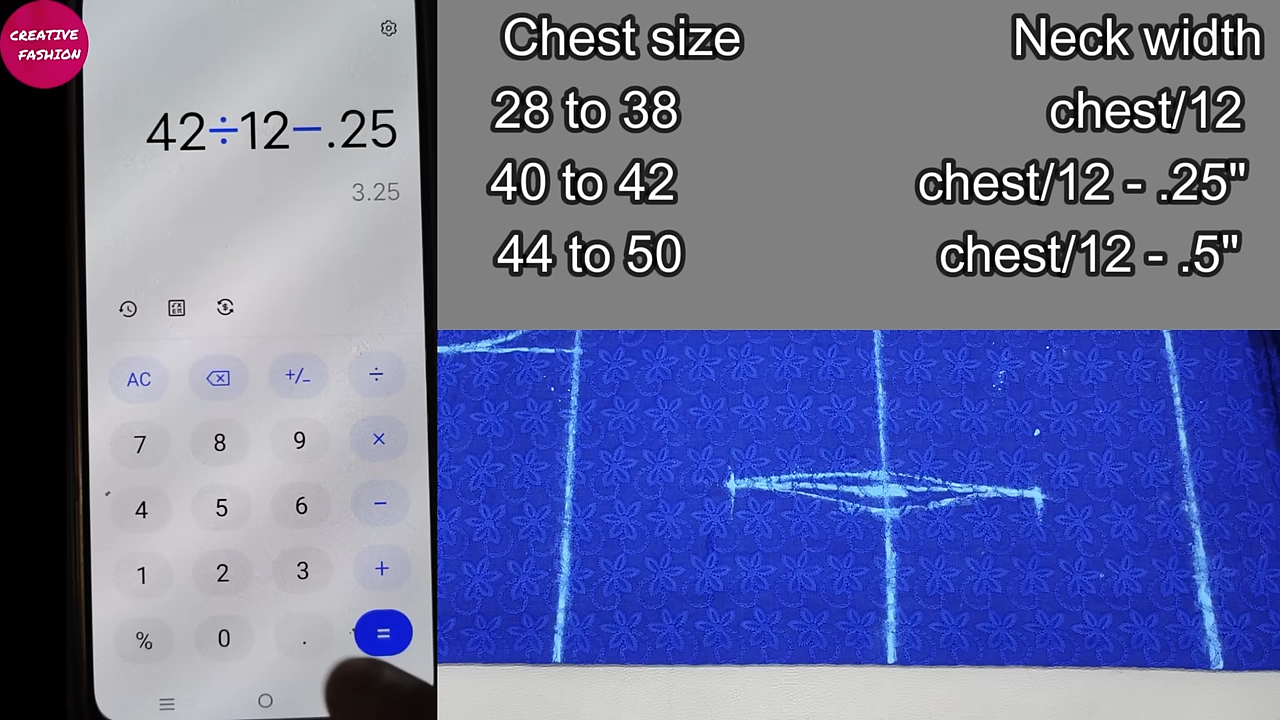 CREATIVE
FASHION
42÷12−.25
3.25
AC +/− ÷
7 8 9 ×
4 5 6 −
1 2 3 +
% 0 . =
Chest size Neck width
28 to 38 chest/12
40 to 42 chest/12 - .25"
44 to 50 chest/12 - .5"